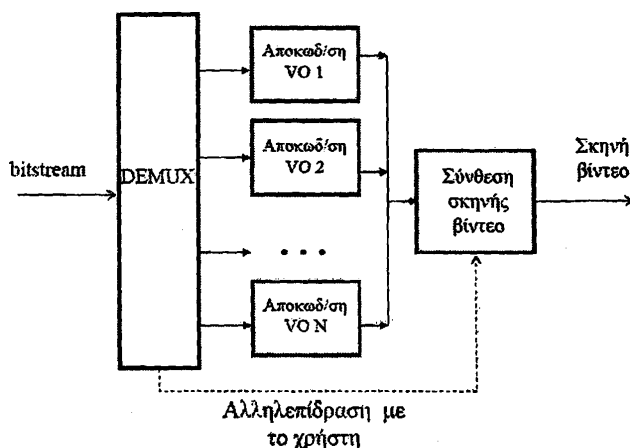 bitstream
DEMUX
Αποκωδ/ση
VO 1
Αποκωδ/ση
VO 2
• • •
Αποκωδ/ση
VO N
Σύνθεση
σκηνής
βίντεο
Σκηνή
βίντεο
Αλληλεπίδραση με
το χρήστη